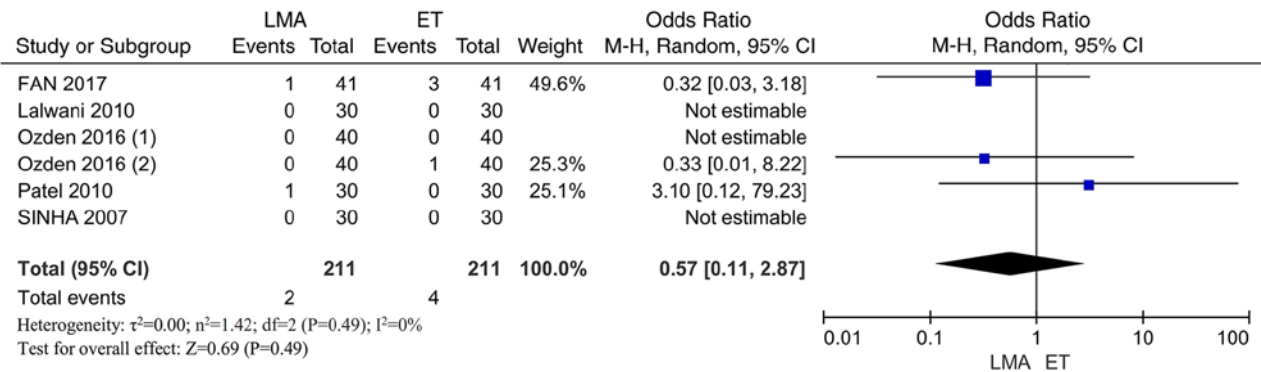 LMA ET Odds Ratio Odds Ratio
Study or Subgroup Events Total Events Total Weight M-H, Random, 95% CI M-H, Random, 95% CI
FAN 2017 1 41 3 41 49.6% 0.32 [0.03, 3.18]
Lalwani 2010 0 30 0 30 Not estimable
Ozden 2016 (1) 0 40 0 40 Not estimable
Ozden 2016 (2) 0 40 1 40 25.3% 0.33 [0.01, 8.22]
Patel 2010 1 30 0 30 25.1% 3.10 [0.12, 79.23]
SINHA 2007 0 30 0 30 Not estimable
Total (95% CI) 211 211 100.0% 0.57 [0.11, 2.87]
Total events 2 4
Heterogeneity: τ²=0.00; n²=1.42; df=2 (P=0.49); I²=0%
Test for overall effect: Z=0.69 (P=0.49)
0.01 0.1 1 10 100
LMA ET